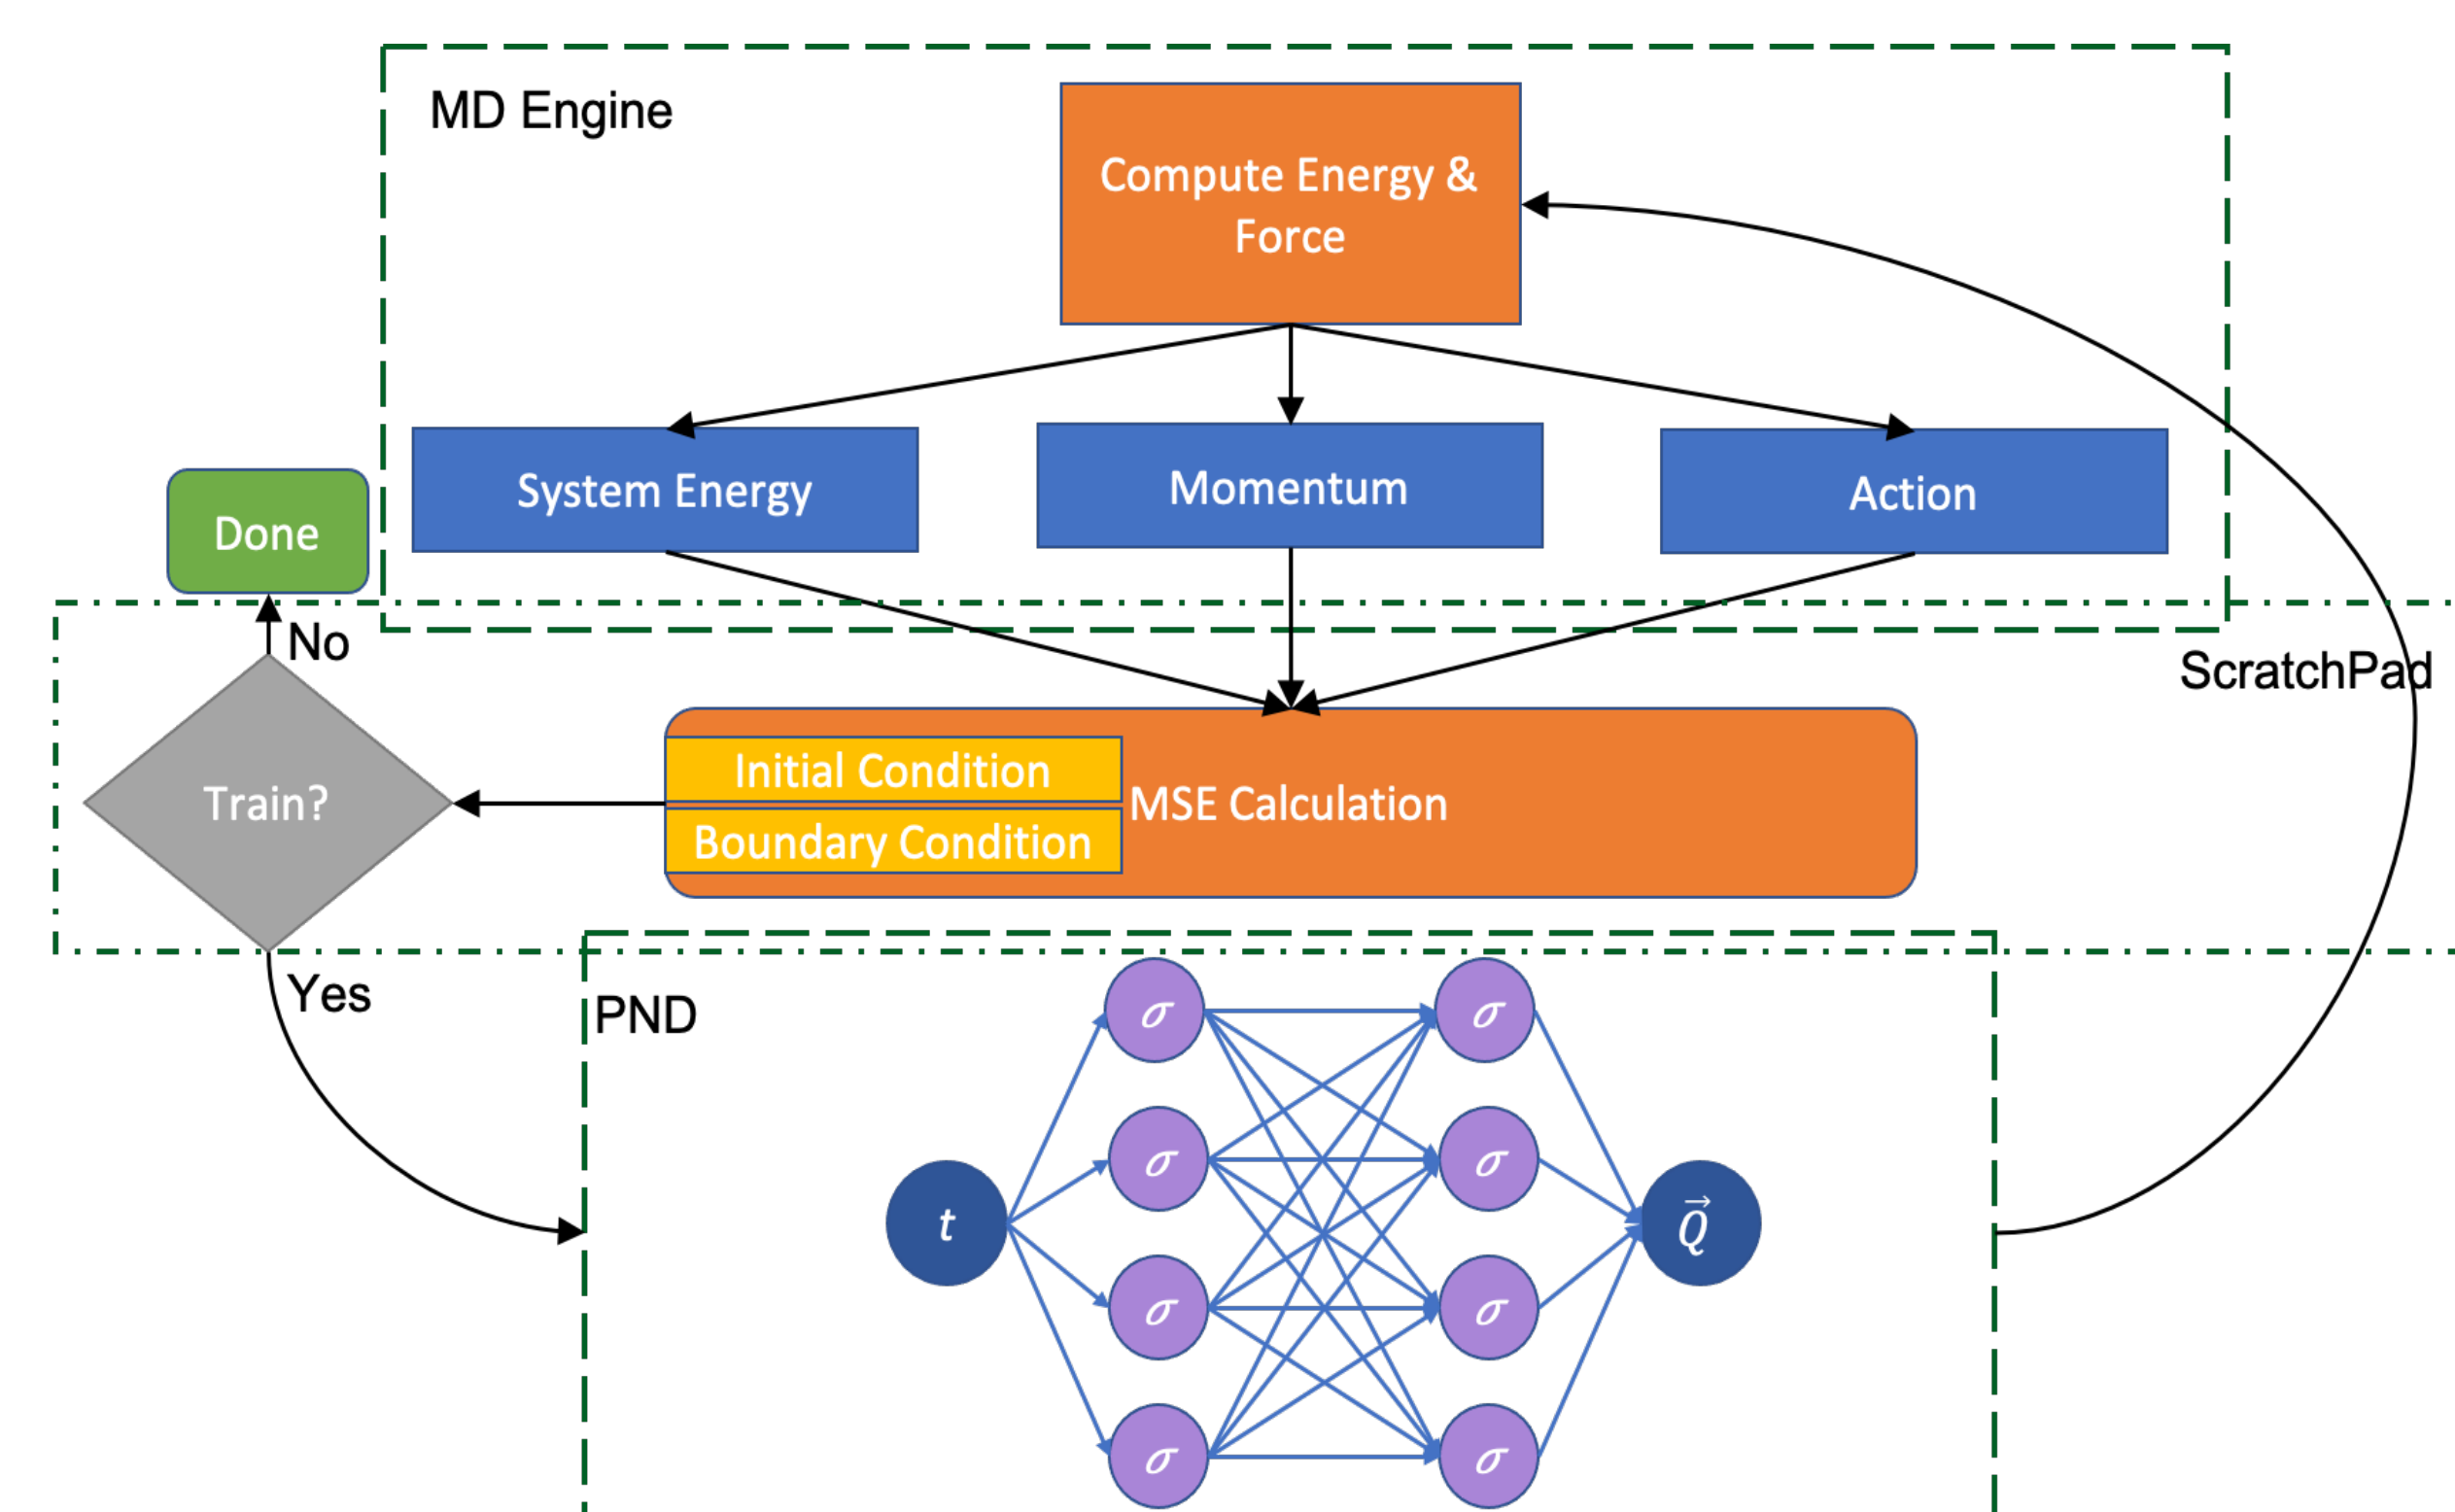 MD Engine
Compute Energy &
Force
System Energy
Momentum
Action
Done
No
ScratchPad
Train?
Initial Condition
Boundary Condition
MSE Calculation
Yes
PND
σ
σ
σ
σ
σ
σ
σ
σ
t
Q⃗